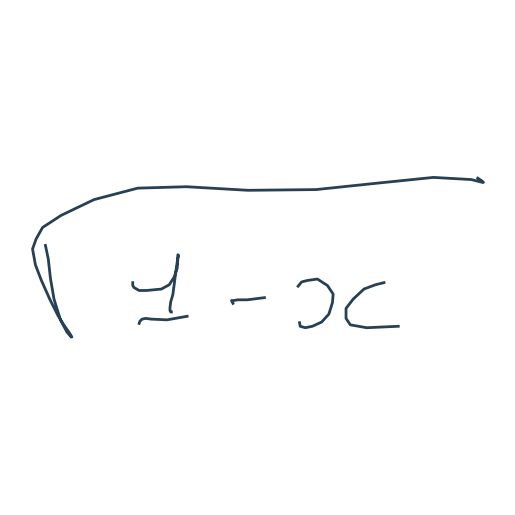 √(1 - x)